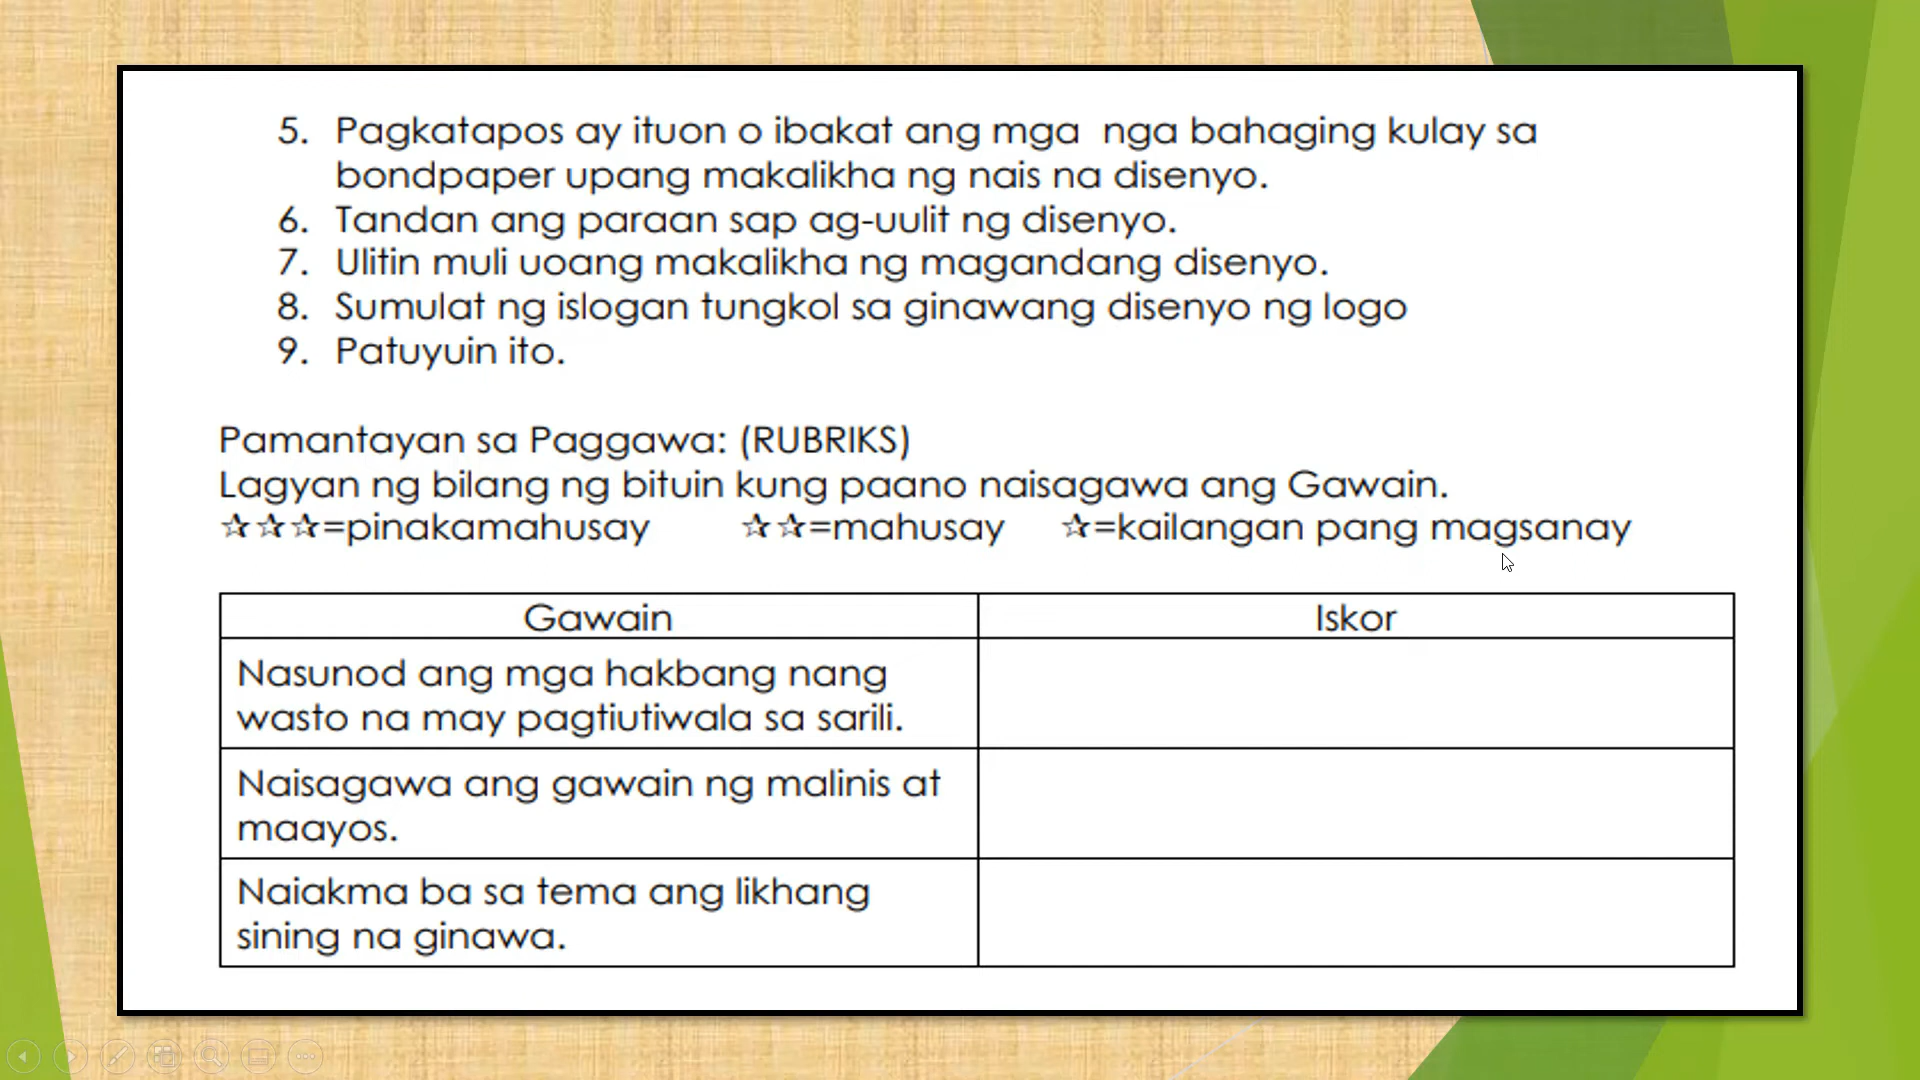 5. Pagkatapos ay ituon o ibakat ang mga nga bahaging kulay sa
bondpaper upang makalikha ng nais na disenyo.
6. Tandan ang paraan sap ag-uulit ng disenyo.
7. Ulitin muli uoang makalikha ng magandang disenyo.
8. Sumulat ng islogan tungkol sa ginawang disenyo ng logo
9. Patuyuin ito.
Pamantayan sa Paggawa: (RUBRIKS)
Lagyan ng bilang ng bituin kung paano naisagawa ang Gawain.
☆☆☆=pinakamahusay ☆☆=mahusay ☆=kailangan pang magsanay
Gawain Iskor
Nasunod ang mga hakbang nang
wasto na may pagtiutiwala sa sarili.
Naisagawa ang gawain ng malinis at
maayos.
Naiakma ba sa tema ang likhang
sining na ginawa.